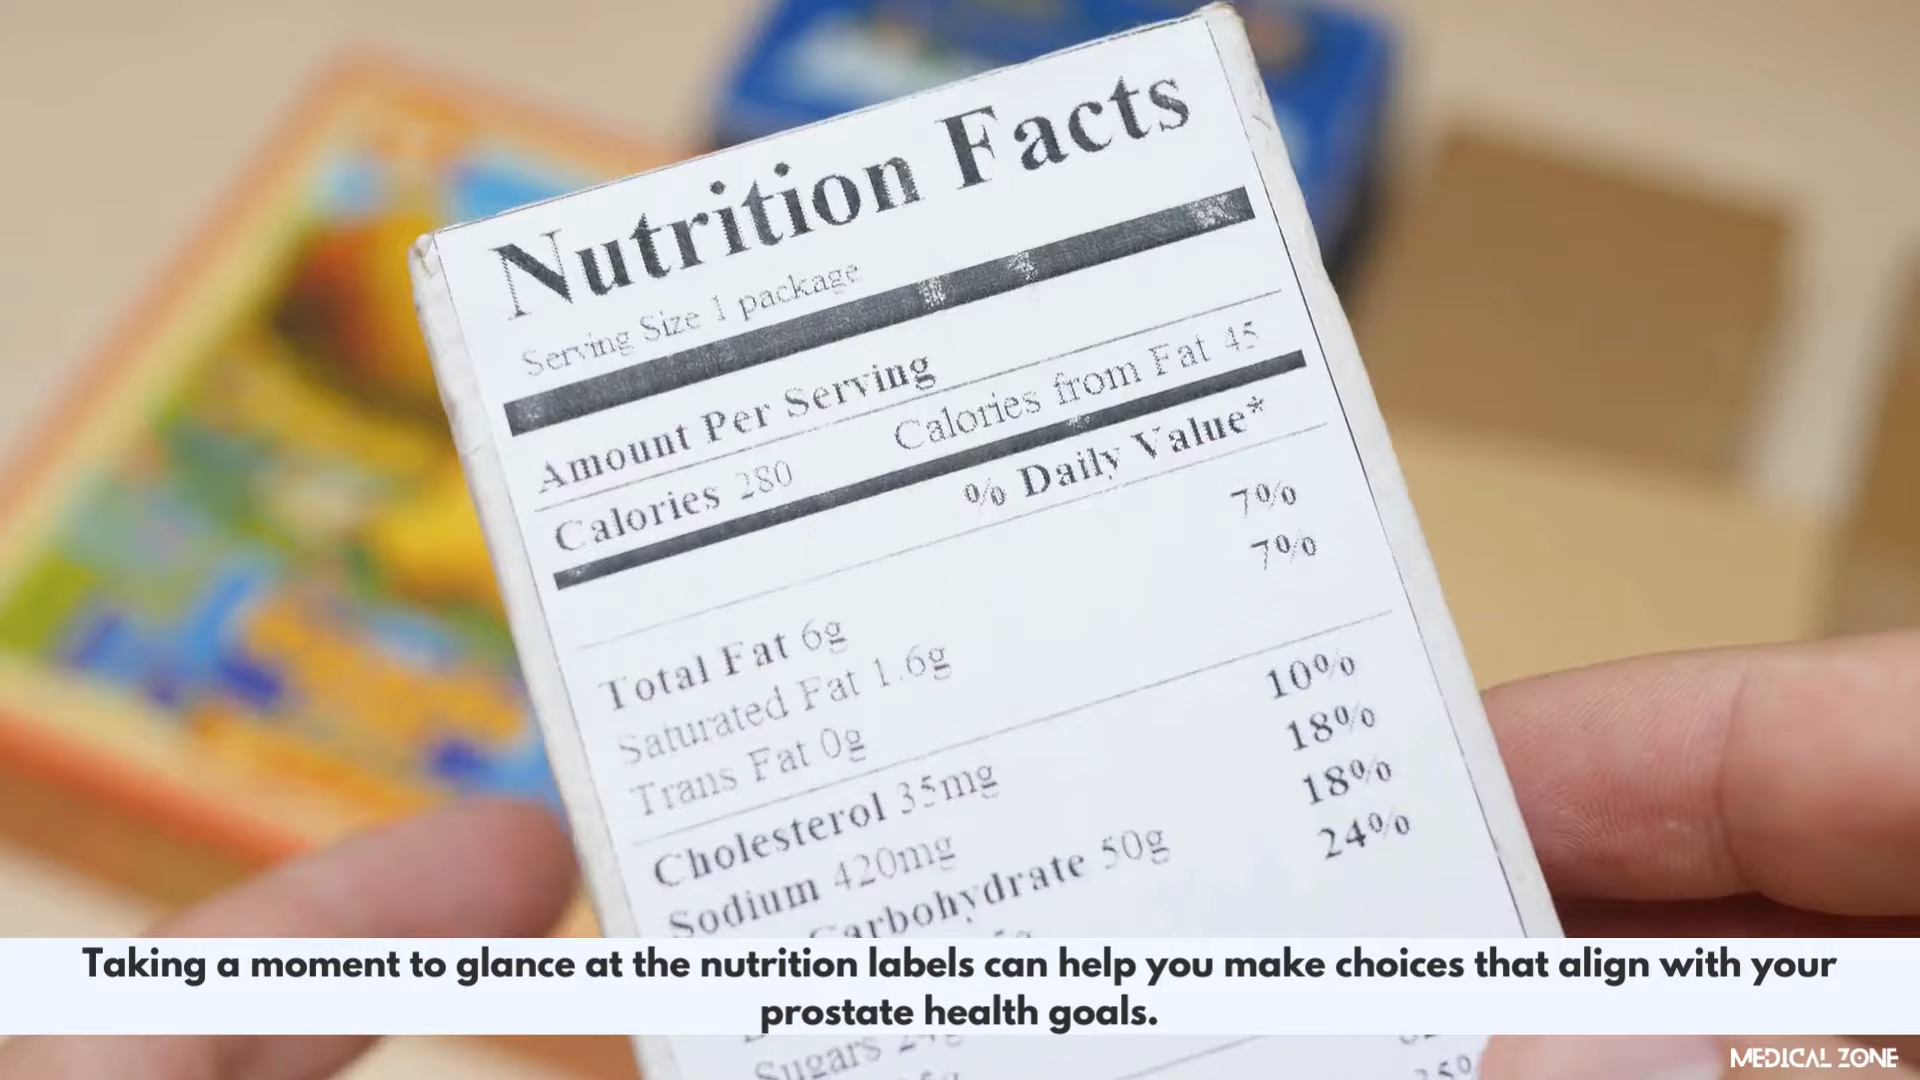 Nutrition Facts
Serving Size 1 package
Amount Per Serving
Calories 280 Calories from Fat 45
% Daily Value*
7%
7%
Total Fat 6g
Saturated Fat 1.6g
Trans Fat 0g
10%
18%
18%
24%
Cholesterol 35mg
Sodium 420mg
Carbohydrate 50g
Taking a moment to glance at the nutrition labels can help you make choices that align with your
prostate health goals.
Sugars
MEDICAL ZONE